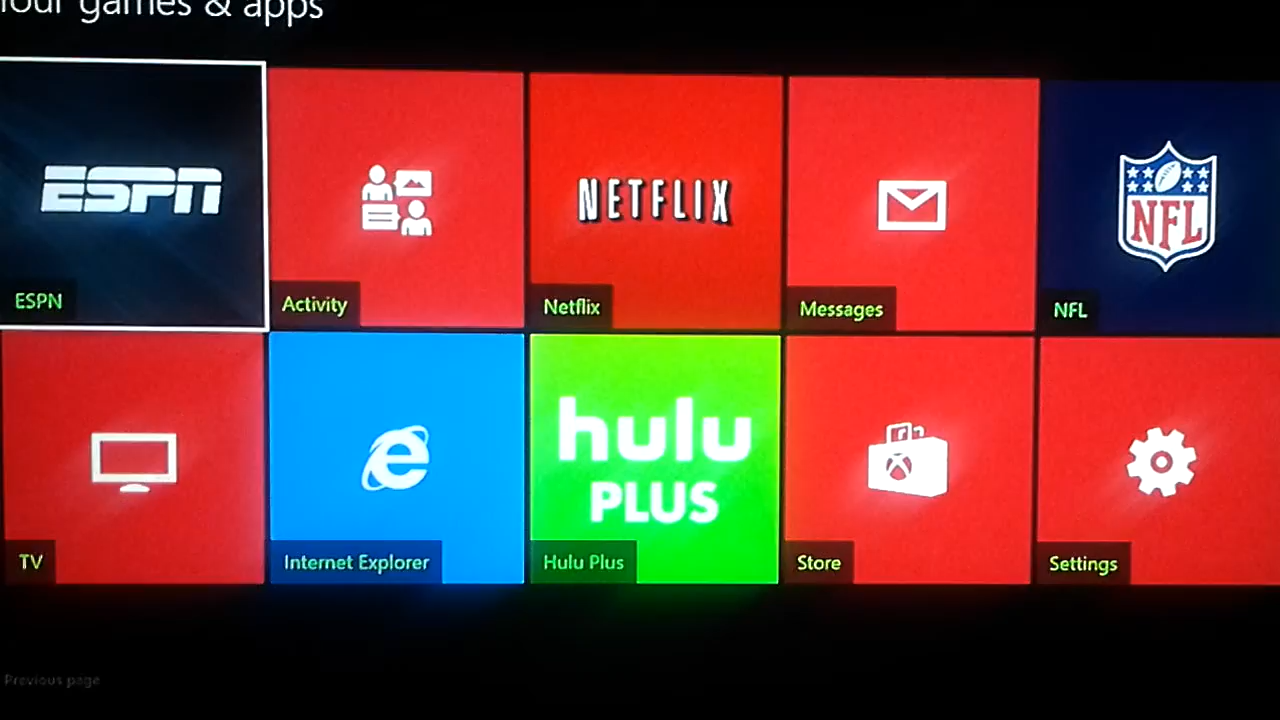 Your games & apps
ESPN
NETFLIX
NFL
ESPN
Activity
Netflix
Messages
NFL
hulu
PLUS
TV
Internet Explorer
Hulu Plus
Store
Settings
Previous page